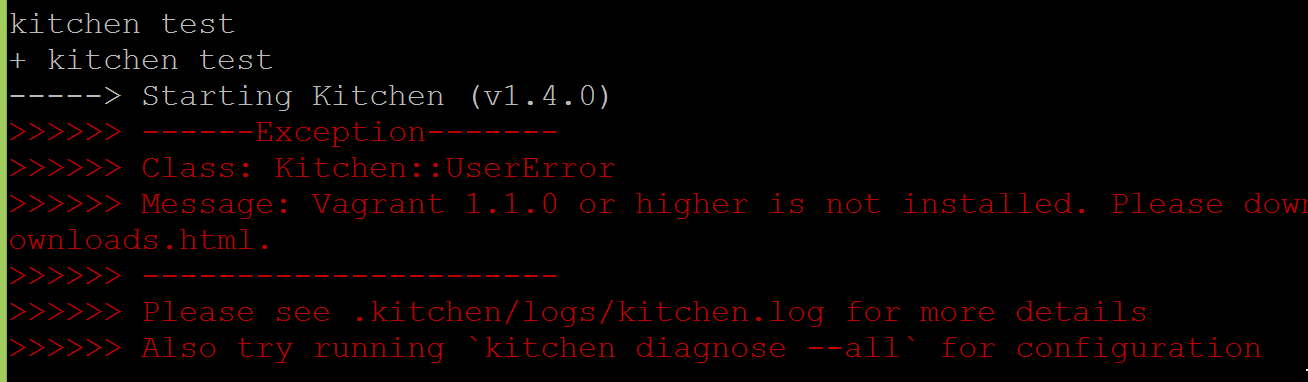 kitchen test
+ kitchen test
-----> Starting Kitchen (v1.4.0)
>>>>>> ------Exception-------
>>>>>> Class: Kitchen::UserError
>>>>>> Message: Vagrant 1.1.0 or higher is not installed. Please down
ownloads.html.
>>>>>> ----------------------
>>>>>> Please see .kitchen/logs/kitchen.log for more details
>>>>>> Also try running `kitchen diagnose --all` for configuration